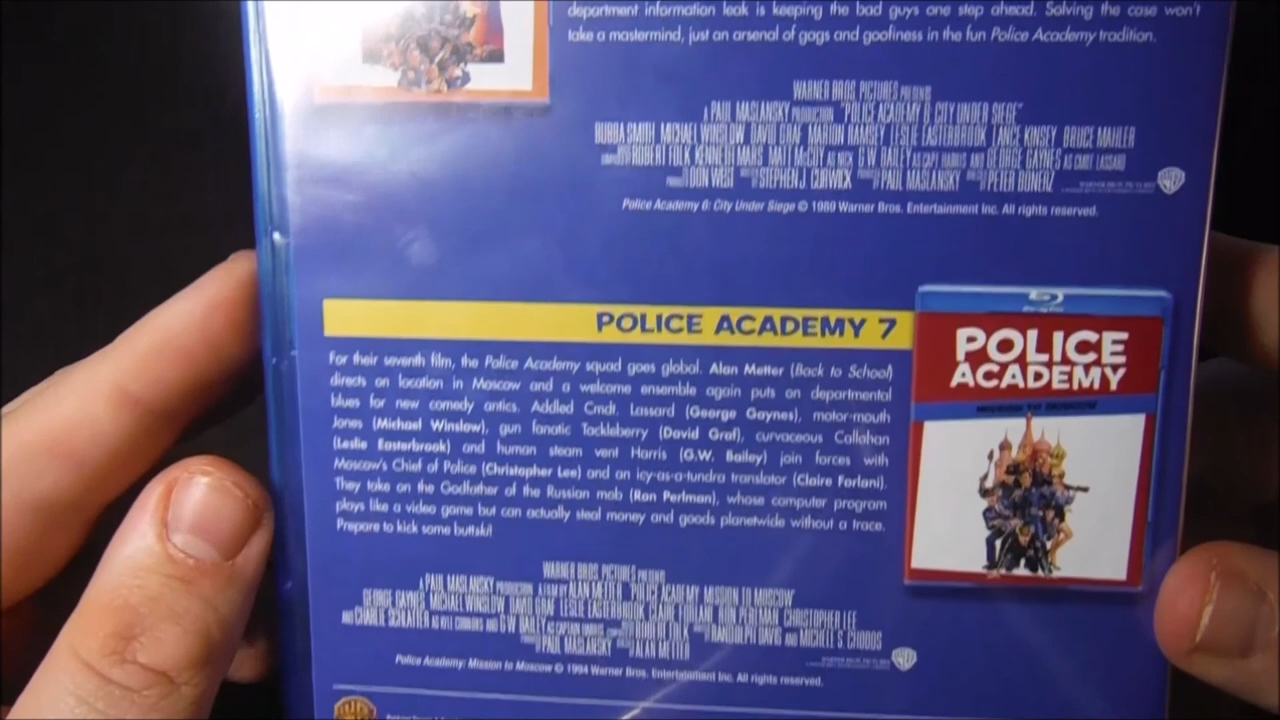 department information leak is keeping the bad guys one step ahead. Solving the case won't
take a mastermind, just an arsenal of gags and goofiness in the fun Police Academy tradition.
WARNER BROS. PICTURES PRESENTS
A PAUL MASLANSKY PRODUCTION "POLICE ACADEMY 6: CITY UNDER SIEGE"
BUBBA SMITH MICHAEL WINSLOW DAVID GRAF MARION RAMSEY LESLIE EASTERBROOK LANCE KINSEY BRUCE MAHLER
ROBERT FOLK KENNETH MARS MATT McCOY AS NICK G.W. BAILEY AS CAPT. HARRIS AND GEORGE GAYNES AS CMDT. LASSARD
DON WEST STEPHEN J. CURWICK PAUL MASLANSKY PETER BONERZ
Police Academy 6: City Under Siege © 1989 Warner Bros. Entertainment Inc. All rights reserved.
POLICE ACADEMY 7
For their seventh film, the Police Academy squad goes global. Alan Metter (Back to School)
directs on location in Moscow and a welcome ensemble again puts on departmental
blues for new comedy antics. Addled Cmdt. Lassard (George Gaynes), motor-mouth
Jones (Michael Winslow), gun fanatic Tackleberry (David Graf), curvaceous Callahan
(Leslie Easterbrook) and human steam vent Harris (G.W. Bailey) join forces with
Moscow's Chief of Police (Christopher Lee) and an icy-as-a-tundra translator (Claire Forlani).
They take on the Godfather of the Russian mob (Ron Perlman), whose computer program
plays like a video game but can actually steal money and goods planetwide without a trace.
Prepare to kick some buttski!
POLICE
ACADEMY
MISSION TO MOSCOW
WARNER BROS. PICTURES PRESENTS
A PAUL MASLANSKY PRODUCTION A FILM BY ALAN METTER "POLICE ACADEMY: MISSION TO MOSCOW"
GEORGE GAYNES MICHAEL WINSLOW DAVID GRAF LESLIE EASTERBROOK CLAIRE FORLANI RON PERLMAN CHRISTOPHER LEE
AND CHARLIE SCHLATTER AS KYLE CONNORS AND G.W. BAILEY AS CAPTAIN HARRIS ROBERT FOLK RANDOLPH DAVIS AND MICHELE S. CHODOS
PAUL MASLANSKY ALAN METTER
Police Academy: Mission to Moscow © 1994 Warner Bros. Entertainment Inc. All rights reserved.